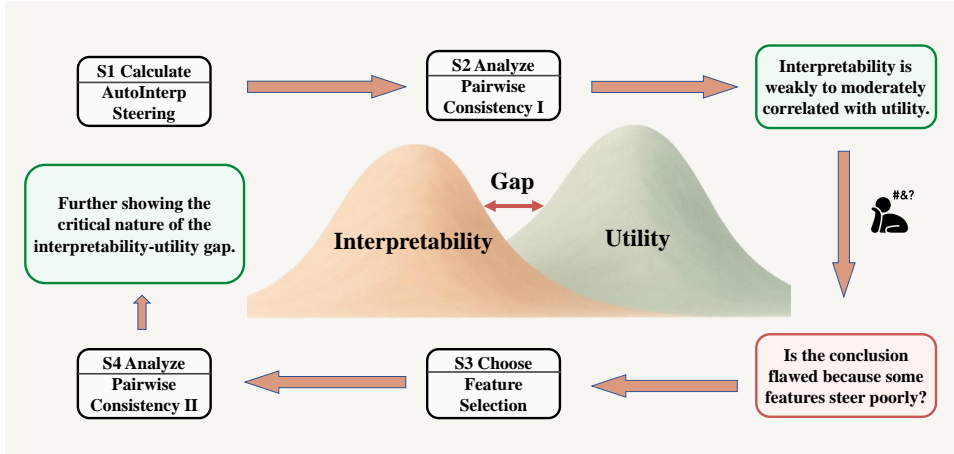 S1 Calculate
AutoInterp
Steering
S2 Analyze
Pairwise
Consistency I
Interpretability is
weakly to moderately
correlated with utility.
#&?
Is the conclusion
flawed because some
features steer poorly?
S3 Choose
Feature
Selection
S4 Analyze
Pairwise
Consistency II
Further showing the
critical nature of the
interpretability-utility gap.
Gap
Interpretability
Utility